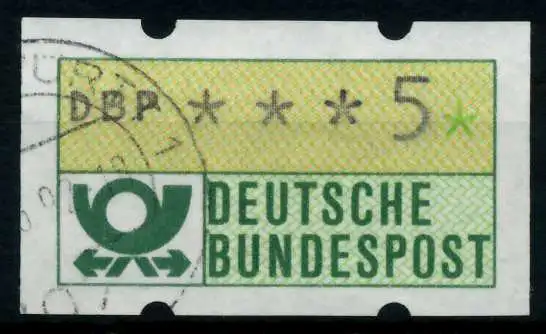 DBP * * * 5 *
DEUTSCHE
BUNDESPOST